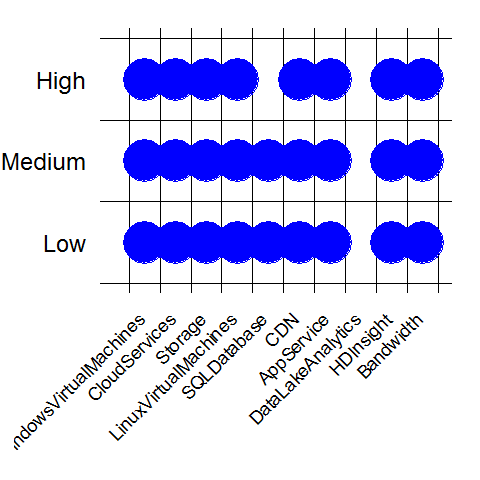 High
Medium
Low
ndowsVirtualMachines
CloudServices
Storage
LinuxVirtualMachines
SQLDatabase
CDN
AppService
DataLakeAnalytics
HDInsight
Bandwidth